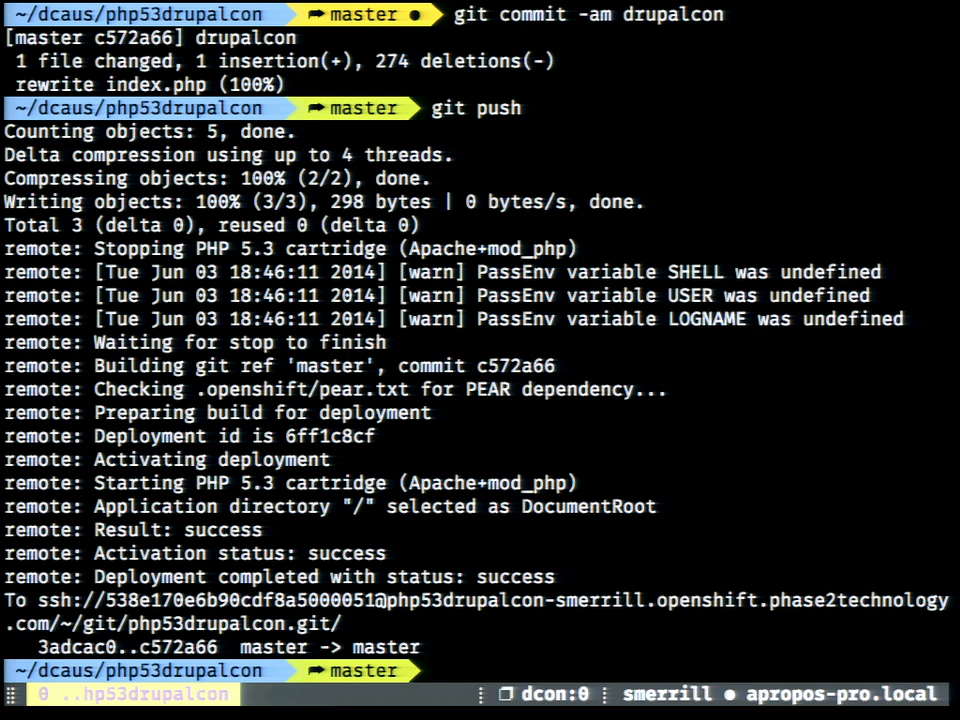 ~/dcaus/php53drupalcon ➦ master ● git commit -am drupalcon
[master c572a66] drupalcon
1 file changed, 1 insertion(+), 274 deletions(-)
rewrite index.php (100%)
~/dcaus/php53drupalcon ➦ master git push
Counting objects: 5, done.
Delta compression using up to 4 threads.
Compressing objects: 100% (2/2), done.
Writing objects: 100% (3/3), 298 bytes | 0 bytes/s, done.
Total 3 (delta 0), reused 0 (delta 0)
remote: Stopping PHP 5.3 cartridge (Apache+mod_php)
remote: [Tue Jun 03 18:46:11 2014] [warn] PassEnv variable SHELL was undefined
remote: [Tue Jun 03 18:46:11 2014] [warn] PassEnv variable USER was undefined
remote: [Tue Jun 03 18:46:11 2014] [warn] PassEnv variable LOGNAME was undefined
remote: Waiting for stop to finish
remote: Building git ref 'master', commit c572a66
remote: Checking .openshift/pear.txt for PEAR dependency...
remote: Preparing build for deployment
remote: Deployment id is 6ff1c8cf
remote: Activating deployment
remote: Starting PHP 5.3 cartridge (Apache+mod_php)
remote: Application directory "/" selected as DocumentRoot
remote: Result: success
remote: Activation status: success
remote: Deployment completed with status: success
To ssh://538e170e6b90cdf8a5000051@php53drupalcon-smerrill.openshift.phase2technology
.com/~/git/php53drupalcon.git/
3adcac0..c572a66 master -> master
~/dcaus/php53drupalcon ➦ master
0 ..hp53drupalcon ❐ dcon:0 smerrill ● apropos-pro.local